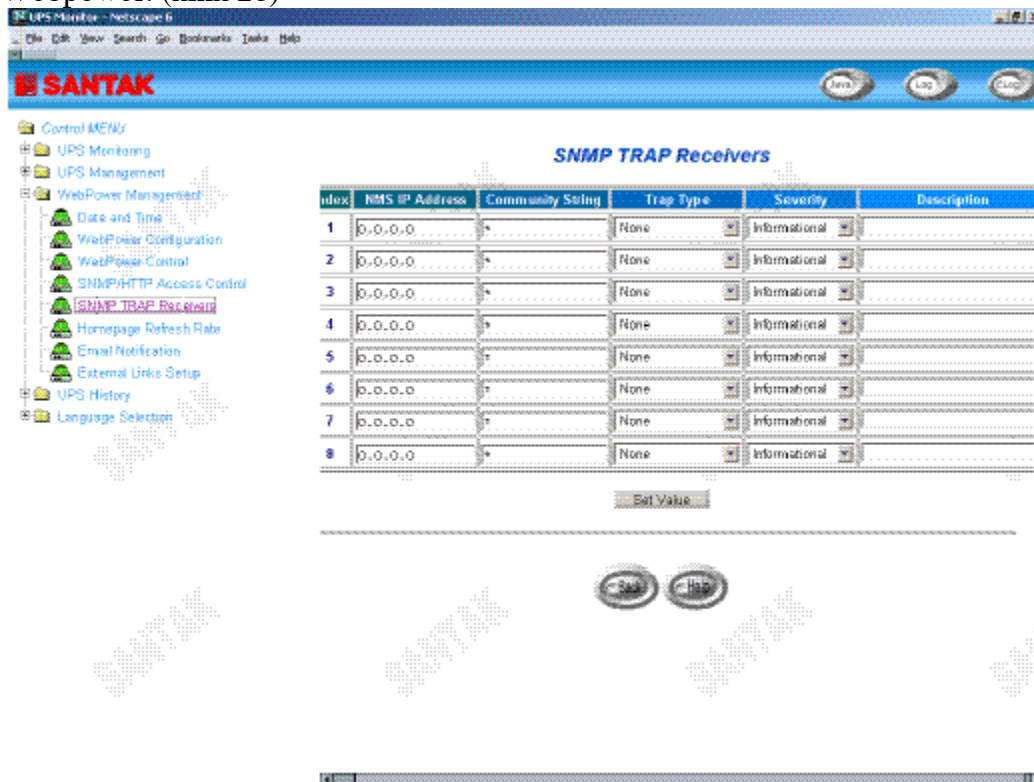 UPS Monitor - Netscape 6
File Edit View Search Go Bookmarks Tasks Help
SANTAK
Java Log CLog
Control MENU
UPS Monitoring
UPS Management
WebPower Management
Date and Time
WebPower Configuration
WebPower Control
SNMP/HTTP Access Control
SNMP TRAP Receivers
Homepage Refresh Rate
Email Notification
External Links Setup
UPS History
Language Selection
SNMP TRAP Receivers
ndex NMS IP Address Community String Trap Type Severity Description
1 0.0.0.0 * None Informational
2 0.0.0.0 * None Informational
3 0.0.0.0 * None Informational
4 0.0.0.0 * None Informational
5 0.0.0.0 * None Informational
6 0.0.0.0 * None Informational
7 0.0.0.0 * None Informational
8 0.0.0.0 * None Informational
Set Value
Back Help